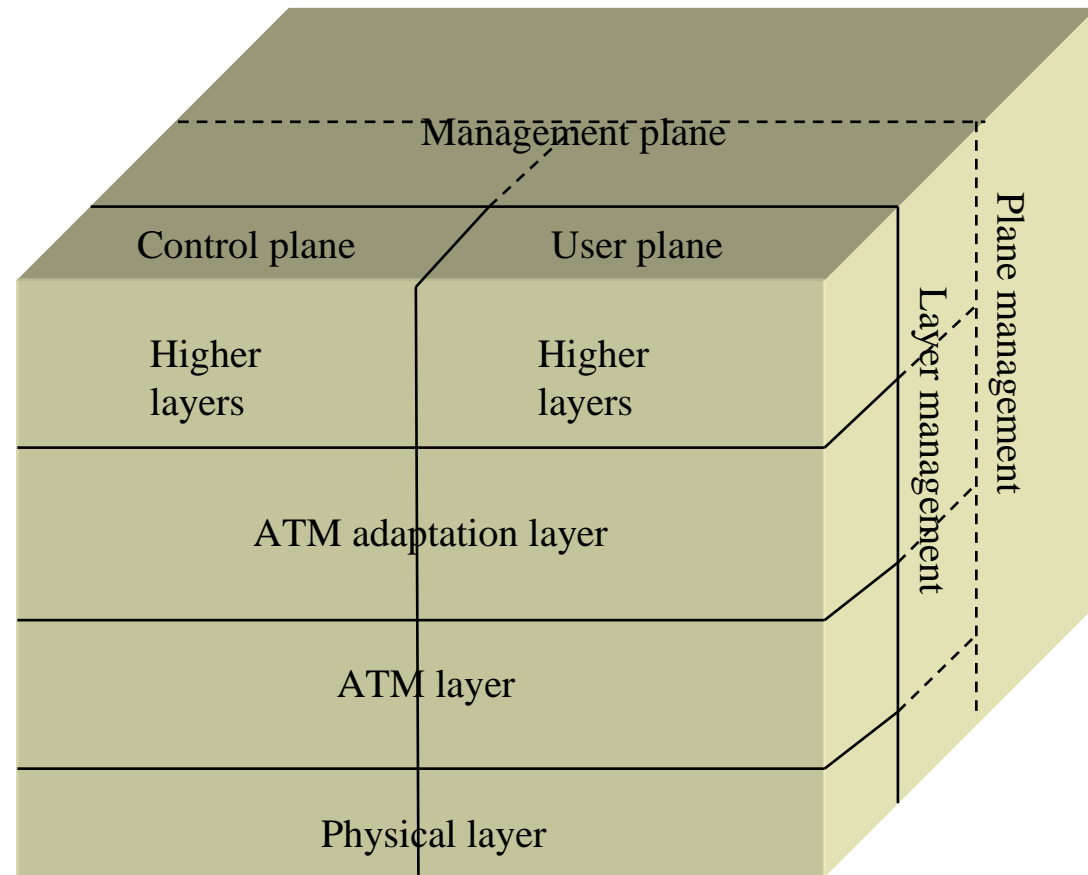 Management plane
Control plane
User plane
Higher
layers
Higher
layers
ATM adaptation layer
ATM layer
Physical layer
Layer management
Plane management